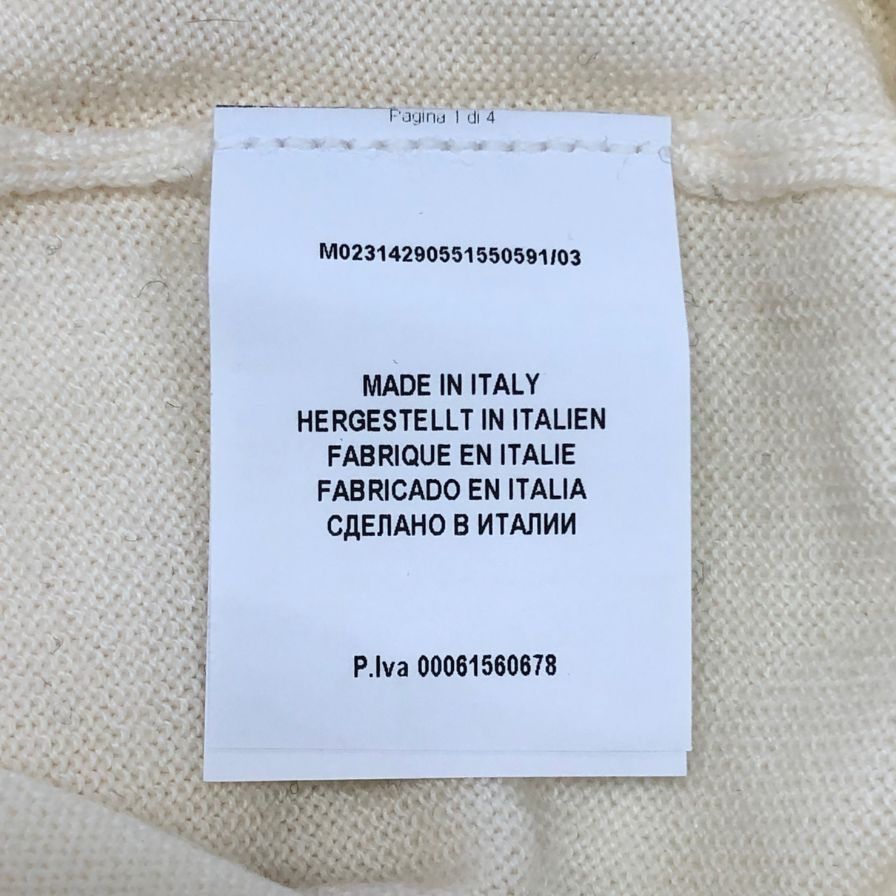 Pagina 1 di 4
M02314290551550591/03
MADE IN ITALY
HERGESTELLT IN ITALIEN
FABRIQUE EN ITALIE
FABRICADO EN ITALIA
СДЕЛАНО В ИТАЛИИ
P.Iva 00061560678